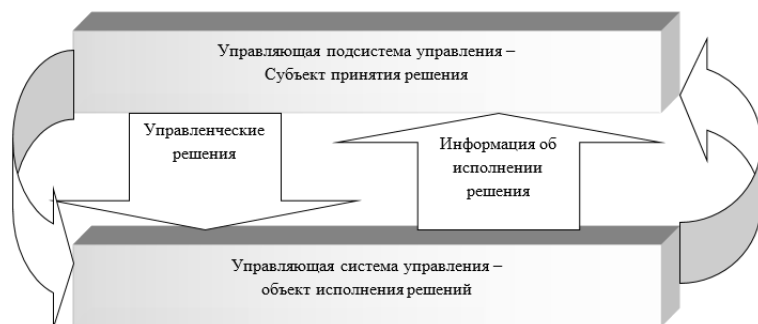 Управляющая подсистема управления –
Субъект принятия решения
Управленческие
решения
Информация об
исполнении
решения
Управляющая система управления –
объект исполнения решений